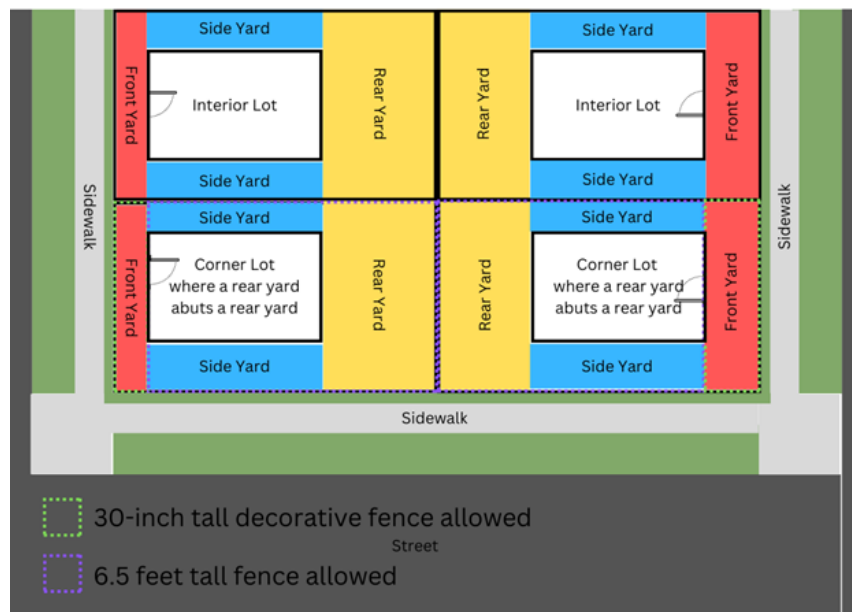 Side Yard
Side Yard
Front Yard
Interior Lot
Rear Yard
Rear Yard
Interior Lot
Front Yard
Side Yard
Side Yard
Sidewalk
Sidewalk
Side Yard
Side Yard
Front Yard
Corner Lot
where a rear yard
abuts a rear yard
Rear Yard
Rear Yard
Corner Lot
where a rear yard
abuts a rear yard
Front Yard
Side Yard
Side Yard
Sidewalk
30-inch tall decorative fence allowed
Street
6.5 feet tall fence allowed